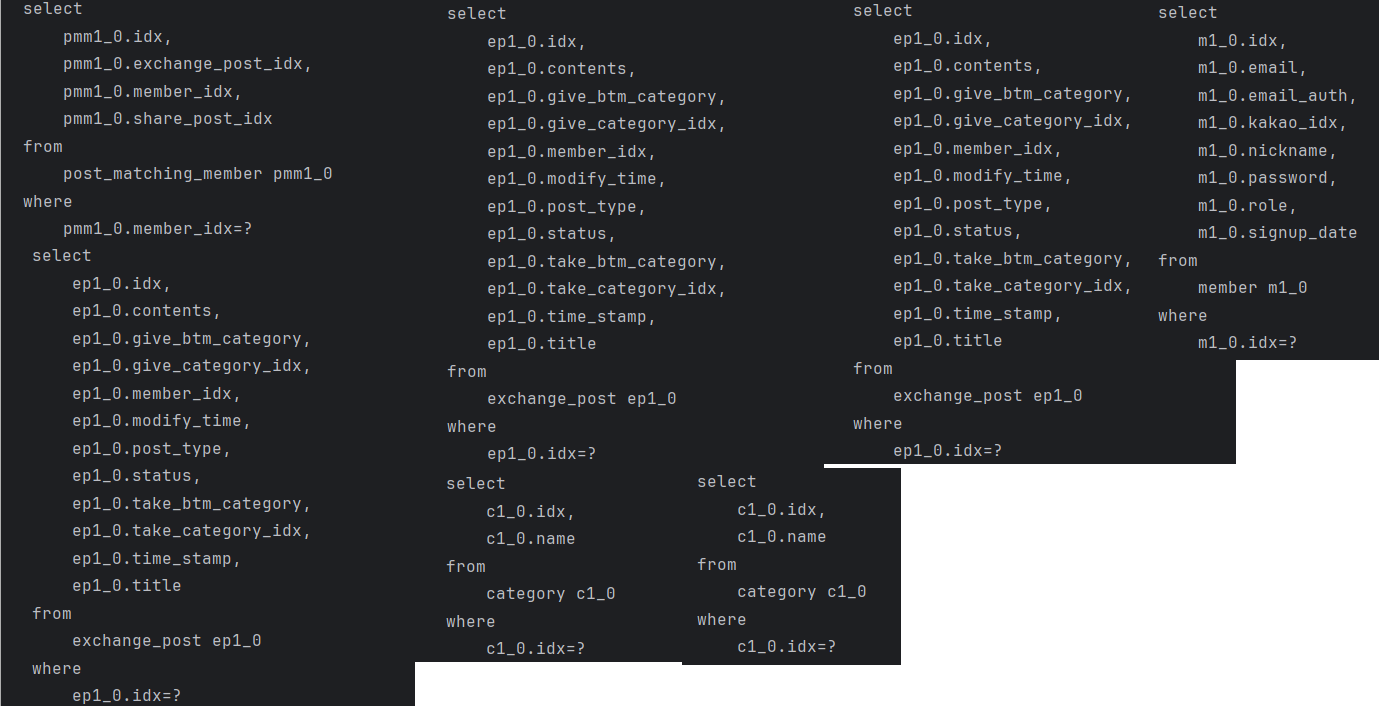 select
pmm1_0.idx,
pmm1_0.exchange_post_idx,
pmm1_0.member_idx,
pmm1_0.share_post_idx
from
post_matching_member pmm1_0
where
pmm1_0.member_idx=?
select
ep1_0.idx,
ep1_0.contents,
ep1_0.give_btm_category,
ep1_0.give_category_idx,
ep1_0.member_idx,
ep1_0.modify_time,
ep1_0.post_type,
ep1_0.status,
ep1_0.take_btm_category,
ep1_0.take_category_idx,
ep1_0.time_stamp,
ep1_0.title
from
exchange_post ep1_0
where
ep1_0.idx=?
select
ep1_0.idx,
ep1_0.contents,
ep1_0.give_btm_category,
ep1_0.give_category_idx,
ep1_0.member_idx,
ep1_0.modify_time,
ep1_0.post_type,
ep1_0.status,
ep1_0.take_btm_category,
ep1_0.take_category_idx,
ep1_0.time_stamp,
ep1_0.title
from
exchange_post ep1_0
where
ep1_0.idx=?
select
c1_0.idx,
c1_0.name
from
category c1_0
where
c1_0.idx=?
select
c1_0.idx,
c1_0.name
from
category c1_0
where
c1_0.idx=?
select
ep1_0.idx,
ep1_0.contents,
ep1_0.give_btm_category,
ep1_0.give_category_idx,
ep1_0.member_idx,
ep1_0.modify_time,
ep1_0.post_type,
ep1_0.status,
ep1_0.take_btm_category,
ep1_0.take_category_idx,
ep1_0.time_stamp,
ep1_0.title
from
exchange_post ep1_0
where
ep1_0.idx=?
select
m1_0.idx,
m1_0.email,
m1_0.email_auth,
m1_0.kakao_idx,
m1_0.nickname,
m1_0.password,
m1_0.role,
m1_0.signup_date
from
member m1_0
where
m1_0.idx=?